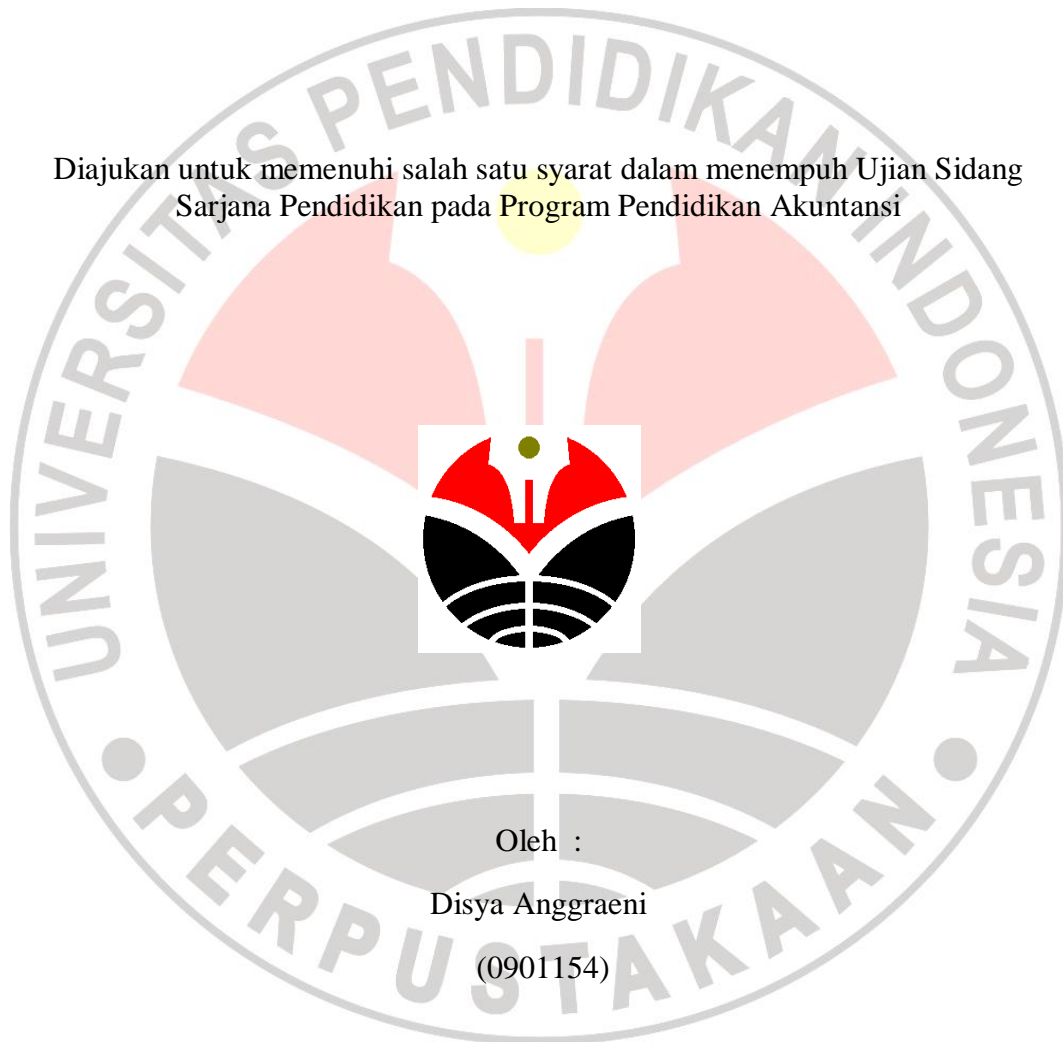 UNIVERSITAS PENDIDIKAN INDONESIA
Diajukan untuk memenuhi salah satu syarat dalam menempuh Ujian Sidang
Sarjana Pendidikan pada Program Pendidikan Akuntansi
Oleh :
Disya Anggraeni
(0901154)
PERPUSTAKAAN